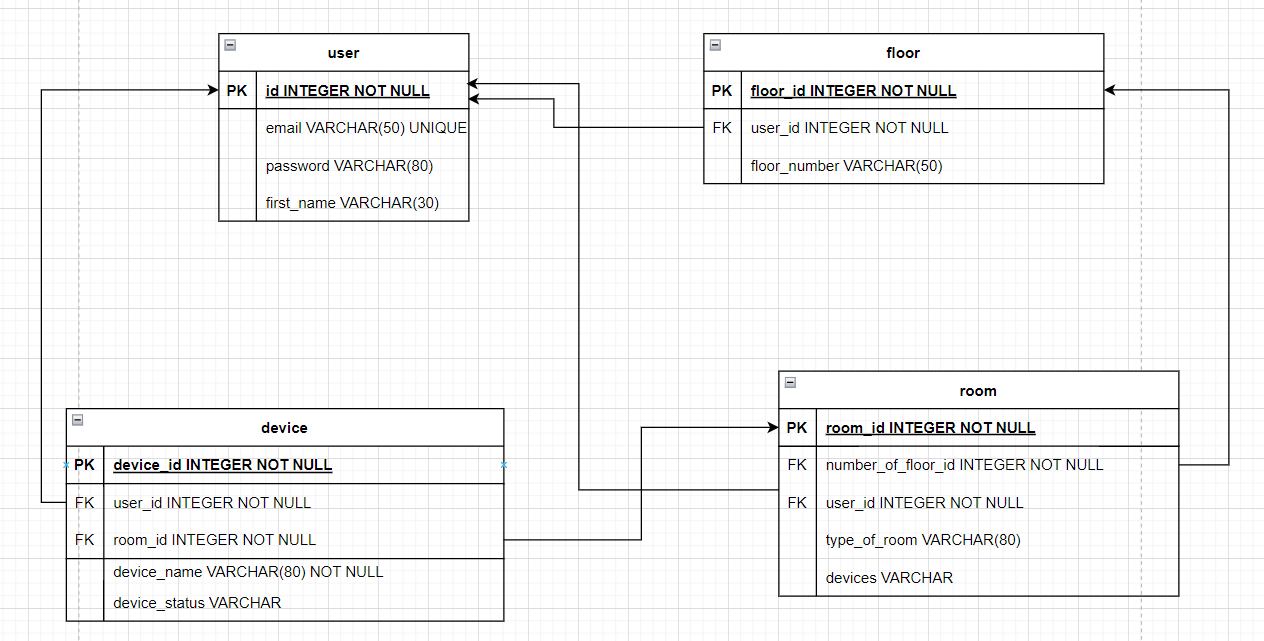 user
PK id INTEGER NOT NULL
email VARCHAR(50) UNIQUE
password VARCHAR(80)
first_name VARCHAR(30)
floor
PK floor_id INTEGER NOT NULL
FK user_id INTEGER NOT NULL
floor_number VARCHAR(50)
device
PK device_id INTEGER NOT NULL
FK user_id INTEGER NOT NULL
FK room_id INTEGER NOT NULL
device_name VARCHAR(80) NOT NULL
device_status VARCHAR
room
PK room_id INTEGER NOT NULL
FK number_of_floor_id INTEGER NOT NULL
FK user_id INTEGER NOT NULL
type_of_room VARCHAR(80)
devices VARCHAR